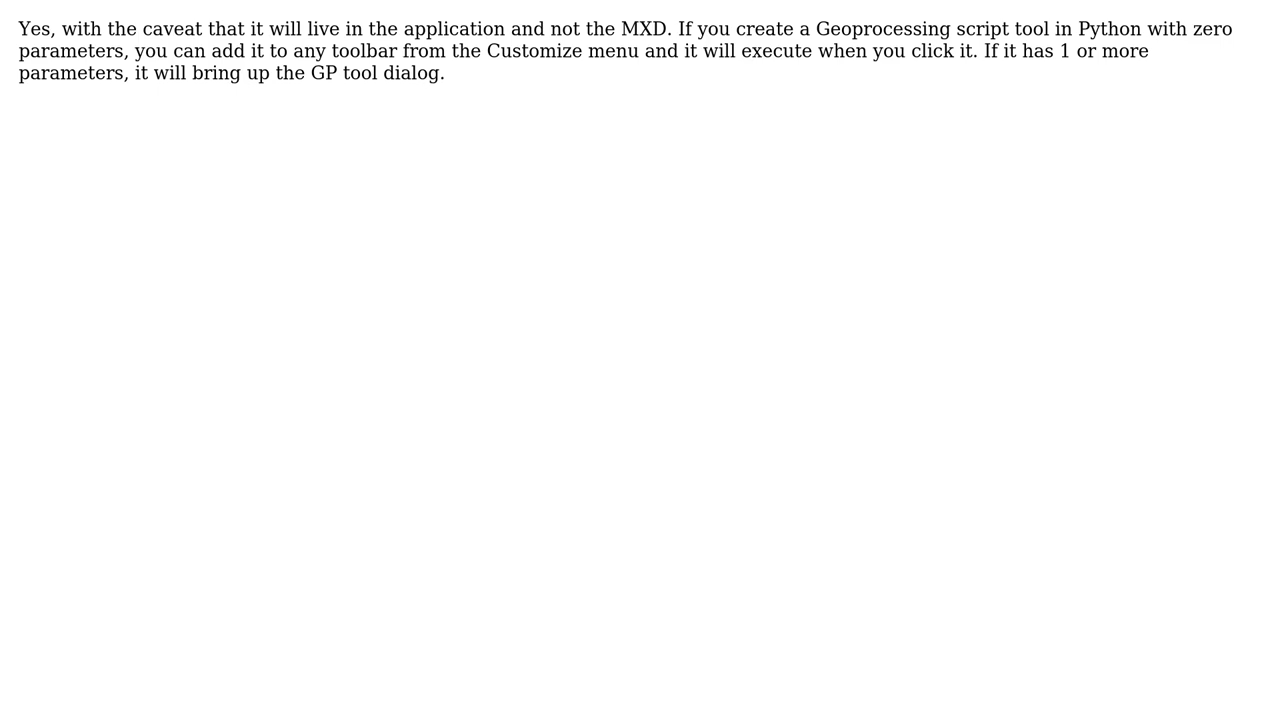 Yes, with the caveat that it will live in the application and not the MXD. If you create a Geoprocessing script tool in Python with zero
parameters, you can add it to any toolbar from the Customize menu and it will execute when you click it. If it has 1 or more
parameters, it will bring up the GP tool dialog.